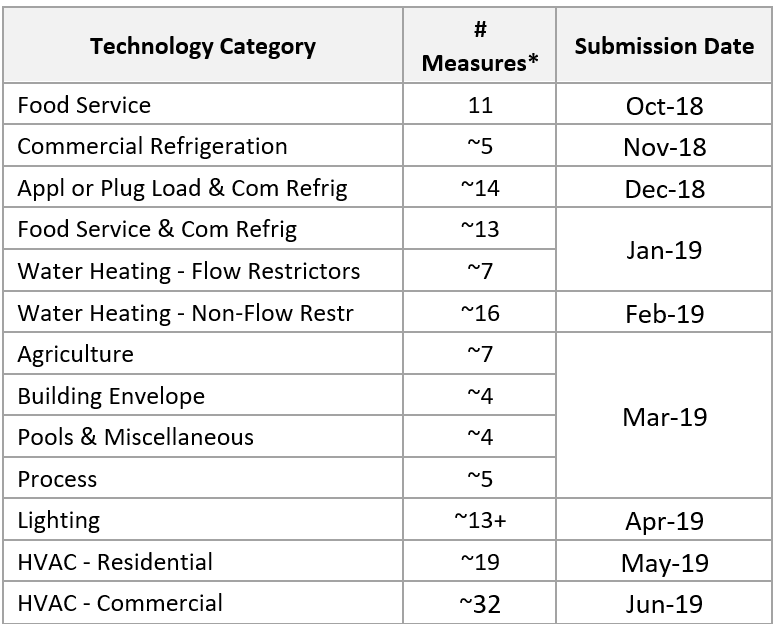 Technology Category # Measures* Submission Date
Food Service 11 Oct-18
Commercial Refrigeration ~5 Nov-18
Appl or Plug Load & Com Refrig ~14 Dec-18
Food Service & Com Refrig ~13 Jan-19
Water Heating - Flow Restrictors ~7
Water Heating - Non-Flow Restr ~16 Feb-19
Agriculture ~7 Mar-19
Building Envelope ~4
Pools & Miscellaneous ~4
Process ~5
Lighting ~13+ Apr-19
HVAC - Residential ~19 May-19
HVAC - Commercial ~32 Jun-19